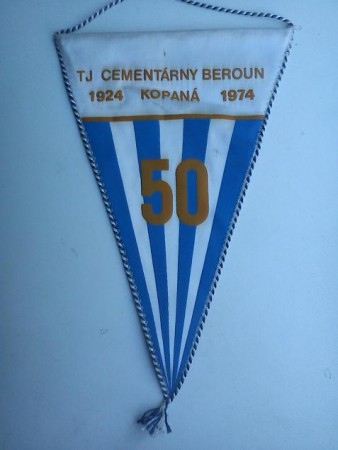 TJ CEMENTÁRNY BEROUN
1924 KOPANÁ 1974
50